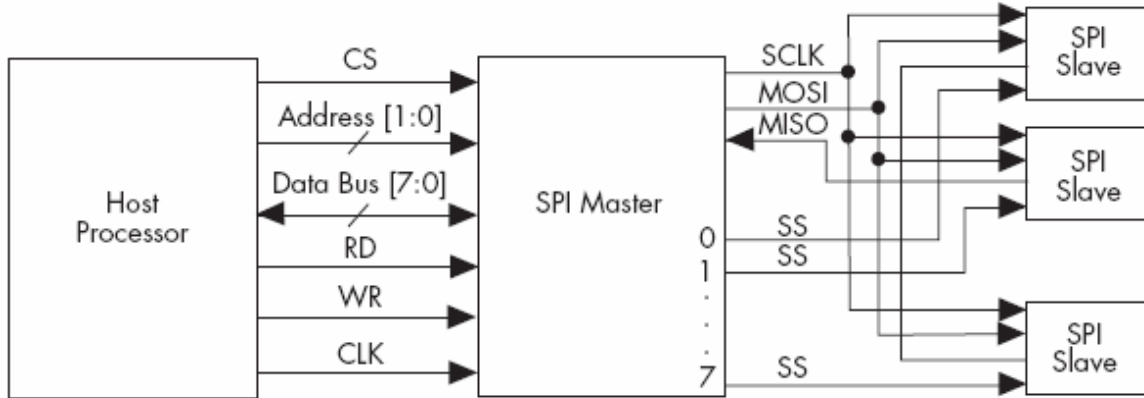 Host
Processor
CS
Address [1:0]
Data Bus [7:0]
RD
WR
CLK
SPI Master
0
1
.
.
.
7
SCLK
MOSI
MISO
SS
SS
SS
SPI
Slave
SPI
Slave
SPI
Slave